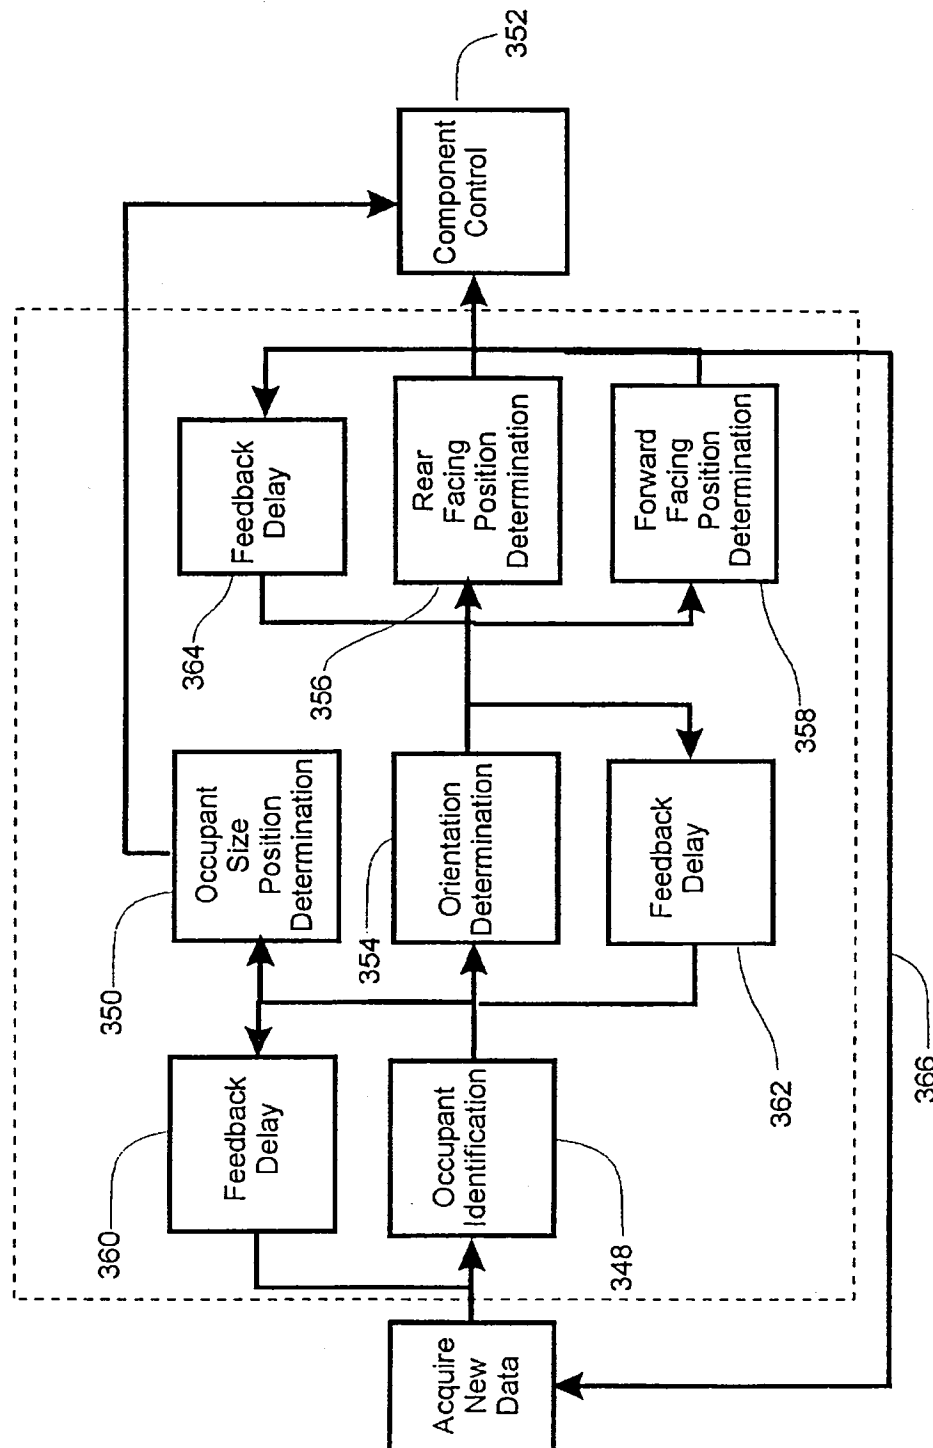 Acquire
New
Data
Feedback
Delay
360
Occupant
Identification
348
Occupant
Size
Position
Determination
350
Orientation
Determination
354
Feedback
Delay
362
Feedback
Delay
364
Rear
Facing
Position
Determination
356
Forward
Facing
Position
Determination
358
Component
Control
352
366